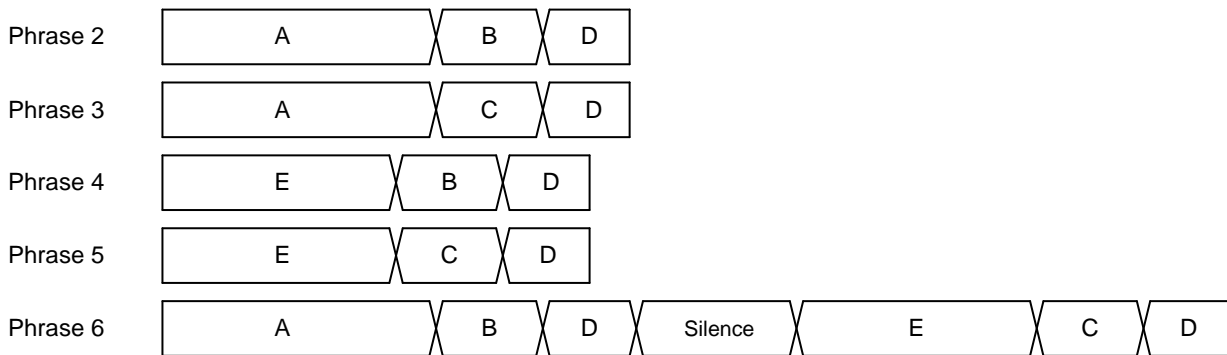 Phrase 2 A B D
Phrase 3 A C D
Phrase 4 E B D
Phrase 5 E C D
Phrase 6 A B D Silence E C D